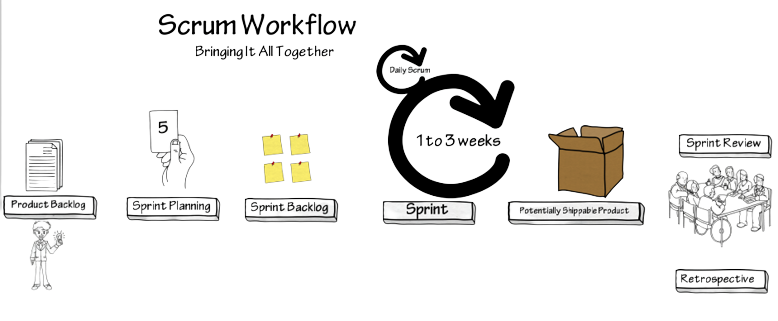 Scrum Workflow
Bringing It All Together
Daily Scrum
5
1 to 3 weeks
Sprint Review
Product Backlog
Sprint Planning
Sprint Backlog
Sprint
Potentially Shippable Product
Retrospective